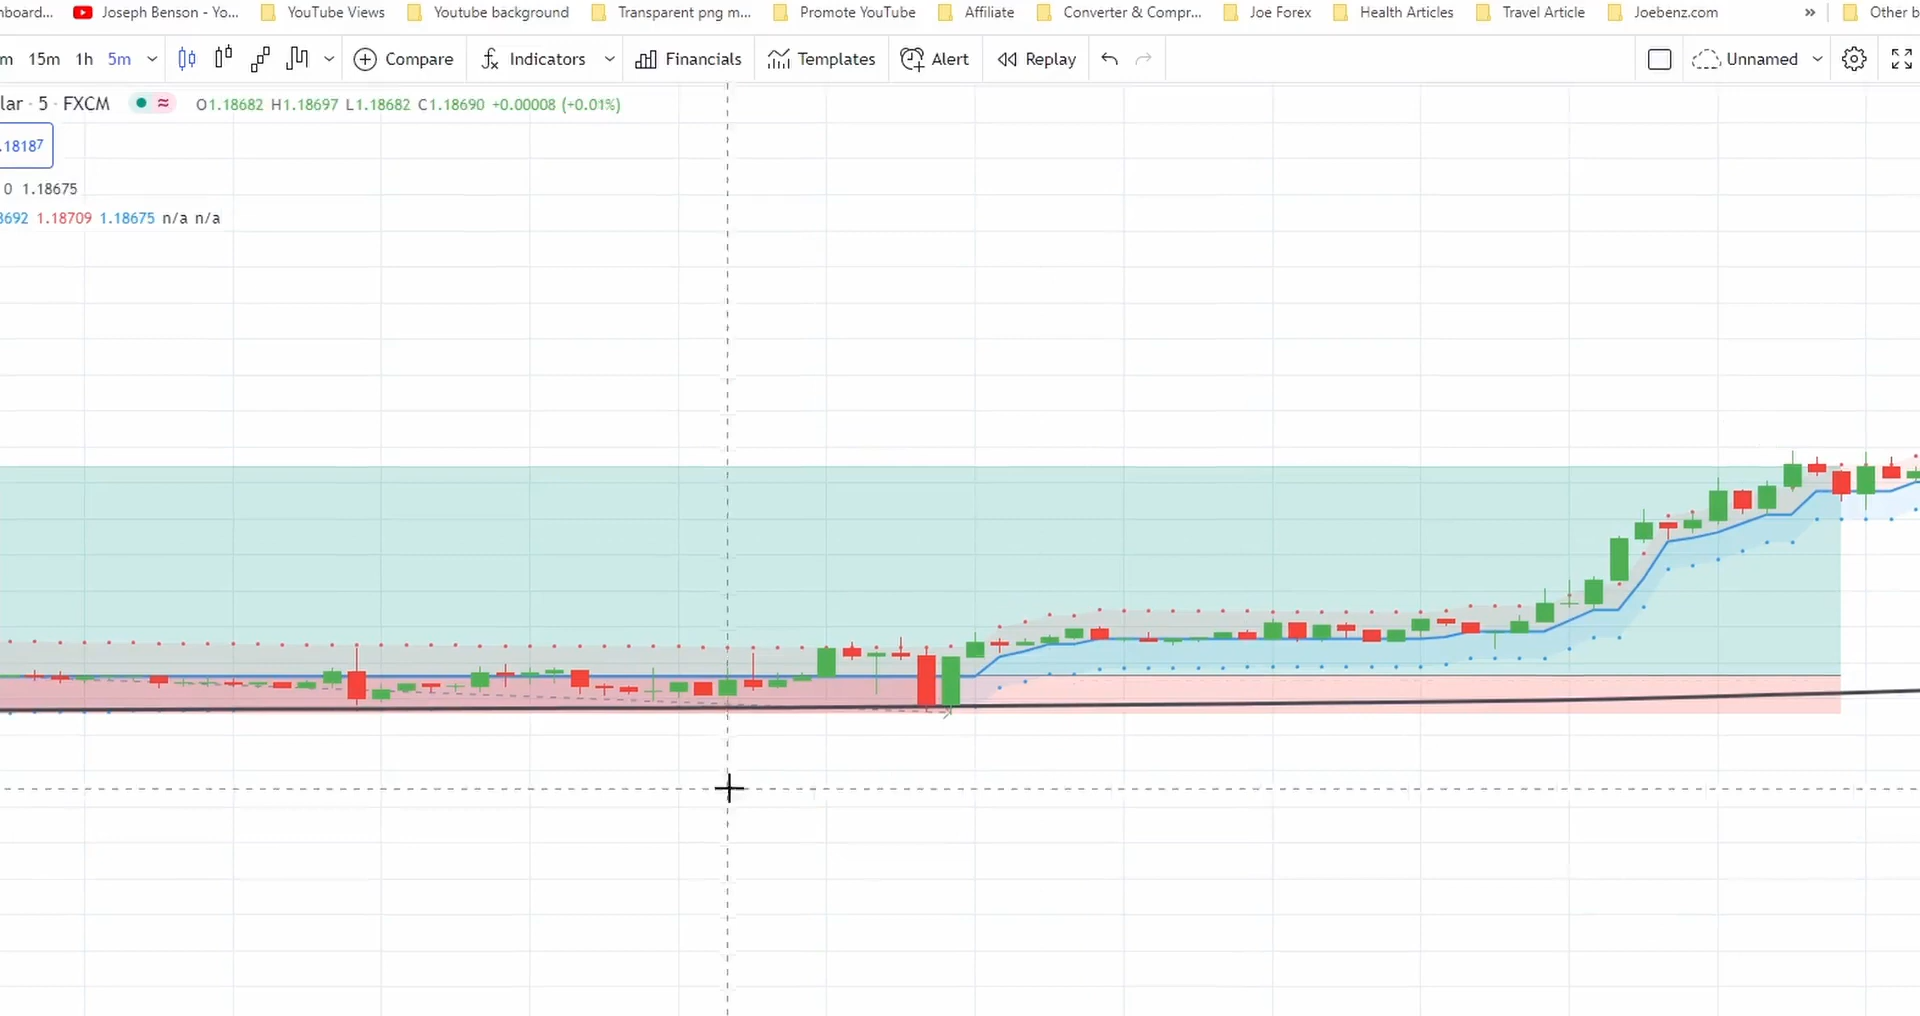 nboard... Joseph Benson - Yo... YouTube Views Youtube background Transparent png m... Promote YouTube Affiliate Converter & Compr... Joe Forex Health Articles Travel Article Joebenz.com » Other b
m 15m 1h 5m Compare Indicators Financials Templates Alert Replay Unnamed
lar · 5 · FXCM O1.18682 H1.18697 L1.18682 C1.18690 +0.00008 (+0.01%)
.18187
0 1.18675
8692 1.18709 1.18675 n/a n/a